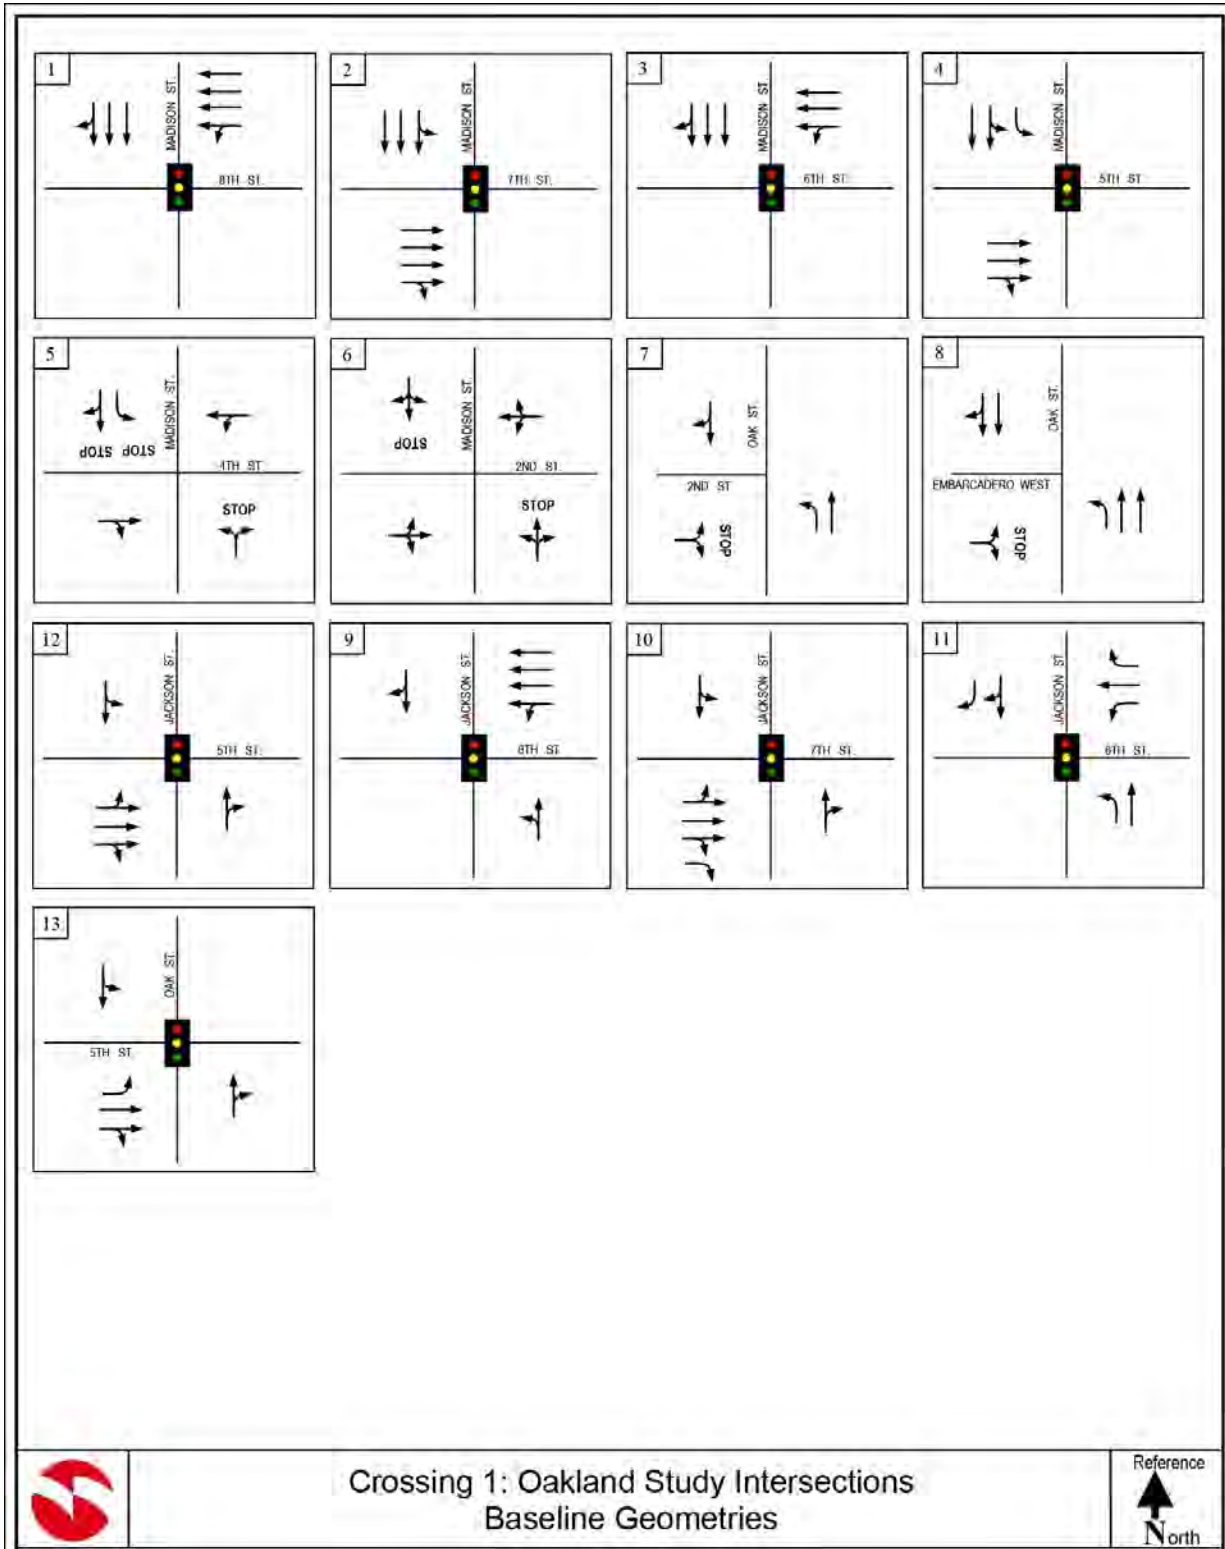 1
MADISON ST.
8TH ST.
2
MADISON ST.
7TH ST.
3
MADISON ST.
6TH ST.
4
MADISON ST.
5TH ST
5
MADISON ST.
STOP STOP
4TH ST
STOP
6
MADISON ST.
STOP
2ND ST.
STOP
7
OAK ST.
2ND ST
STOP
8
OAK ST.
EMBARCADERO WEST
STOP
12
JACKSON ST.
5TH ST.
9
JACKSON ST.
8TH ST
10
JACKSON ST.
7TH ST.
11
JACKSON ST.
6TH ST.
13
OAK ST.
5TH ST.
Crossing 1: Oakland Study Intersections
Baseline Geometries
Reference
North